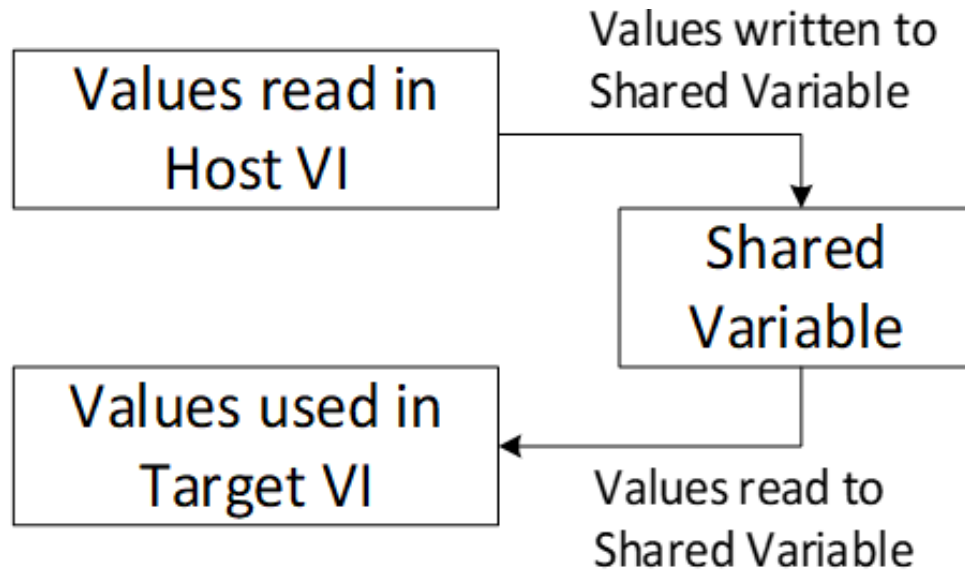 Values read in
Host VI
Values written to
Shared Variable
Shared
Variable
Values used in
Target VI
Values read to
Shared Variable